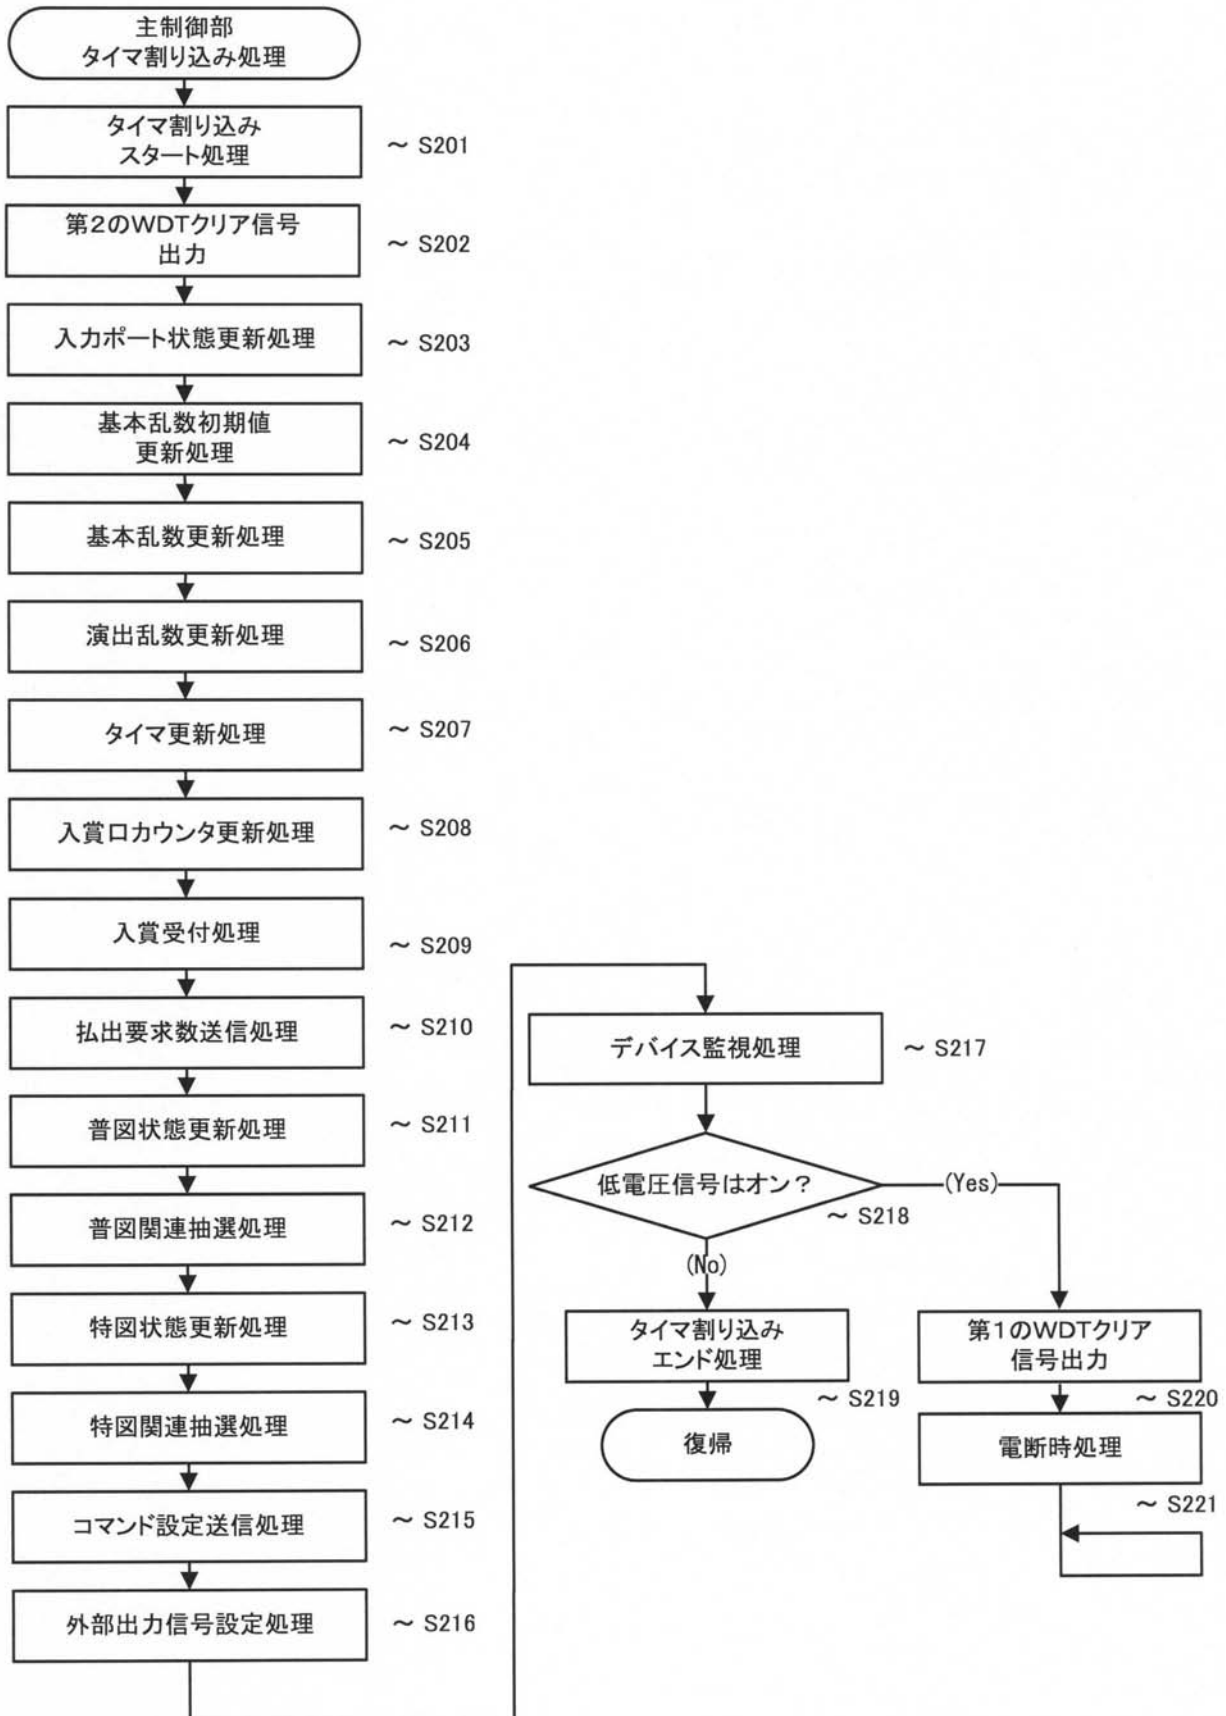 主制御部
タイマ割り込み処理
タイマ割り込み
スタート処理
～ S201
第2のWDTクリア信号
出力
～ S202
入力ポート状態更新処理
～ S203
基本乱数初期値
更新処理
～ S204
基本乱数更新処理
～ S205
演出乱数更新処理
～ S206
タイマ更新処理
～ S207
入賞口カウンタ更新処理
～ S208
入賞受付処理
～ S209
払出要求数送信処理
～ S210
普図状態更新処理
～ S211
普図関連抽選処理
～ S212
特図状態更新処理
～ S213
特図関連抽選処理
～ S214
コマンド設定送信処理
～ S215
外部出力信号設定処理
～ S216
デバイス監視処理
～ S217
低電圧信号はオン？
(Yes)
～ S218
(No)
タイマ割り込み
エンド処理
～ S219
復帰
第1のWDTクリア
信号出力
～ S220
電断時処理
～ S221